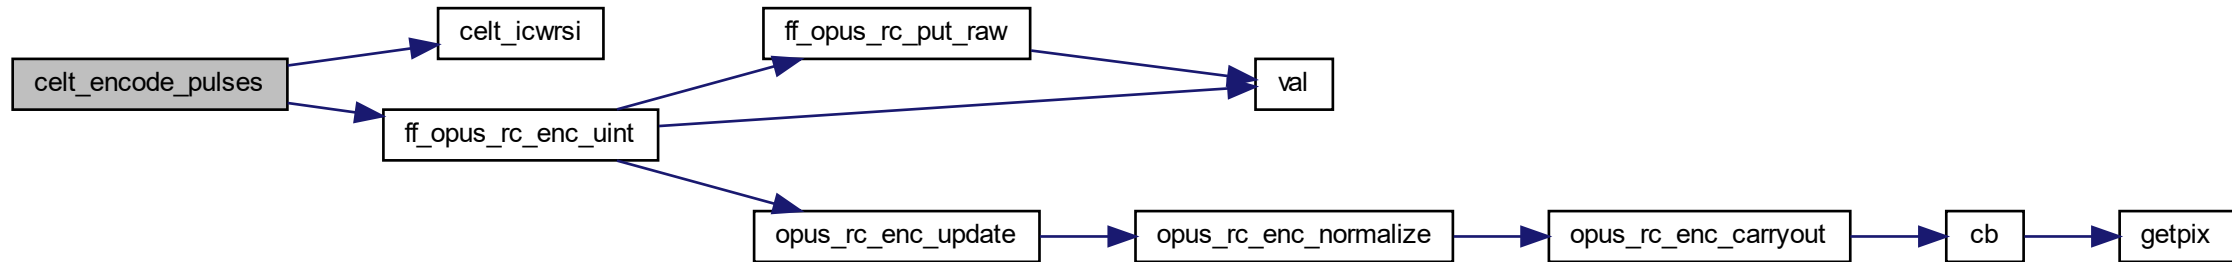 celt_icwrsi
ff_opus_rc_put_raw
celt_encode_pulses
val
ff_opus_rc_enc_uint
opus_rc_enc_update
opus_rc_enc_normalize
opus_rc_enc_carryout
cb
getpix